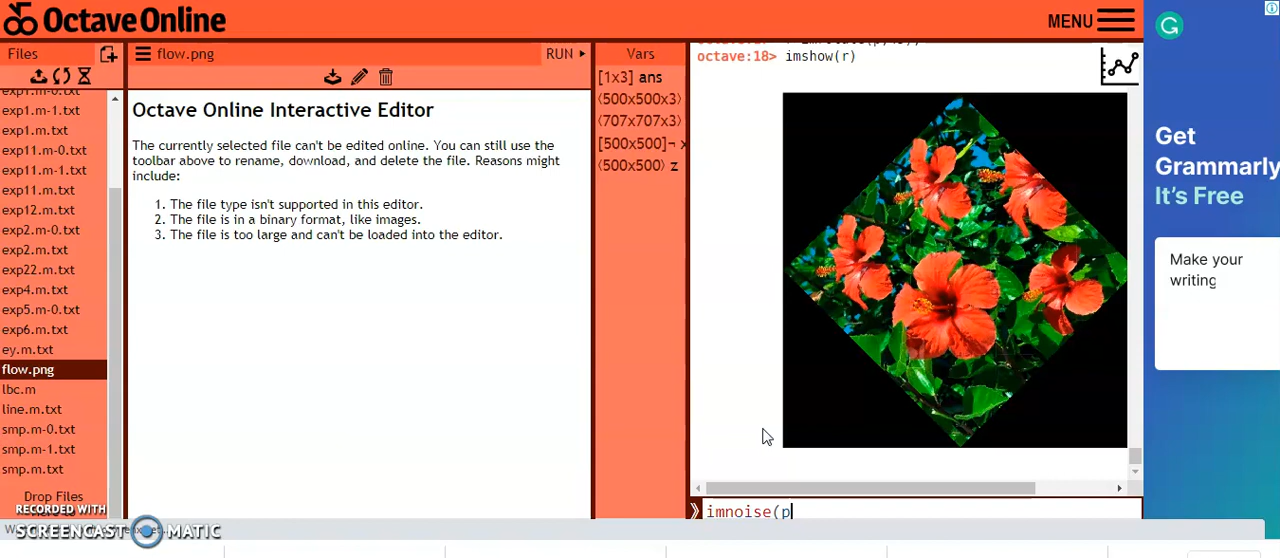 Octave Online
MENU
Files
flow.png
RUN
Vars
exp1.m-0.txt
exp1.m-1.txt
exp1.m.txt
exp11.m-0.txt
exp11.m-1.txt
exp11.m.txt
exp12.m.txt
exp2.m-0.txt
exp2.m.txt
exp22.m.txt
exp4.m.txt
exp5.m-0.txt
exp6.m.txt
ey.m.txt
flow.png
lbc.m
line.m.txt
smp.m-0.txt
smp.m-1.txt
smp.m.txt
Drop Files
RECORDED WITH
SCREENCAST MATIC
Octave Online Interactive Editor
The currently selected file can't be edited online. You can still use the
toolbar above to rename, download, and delete the file. Reasons might
include:
1. The file type isn't supported in this editor.
2. The file is in a binary format, like images.
3. The file is too large and can't be loaded into the editor.
[1x3] ans
⟨500x500x3⟩
⟨707x707x3⟩
[500x500]¬ x
⟨500x500⟩ z
octave:18> imshow(r)
imnoise(p
Get
Grammarly
It's Free
Make your
writing